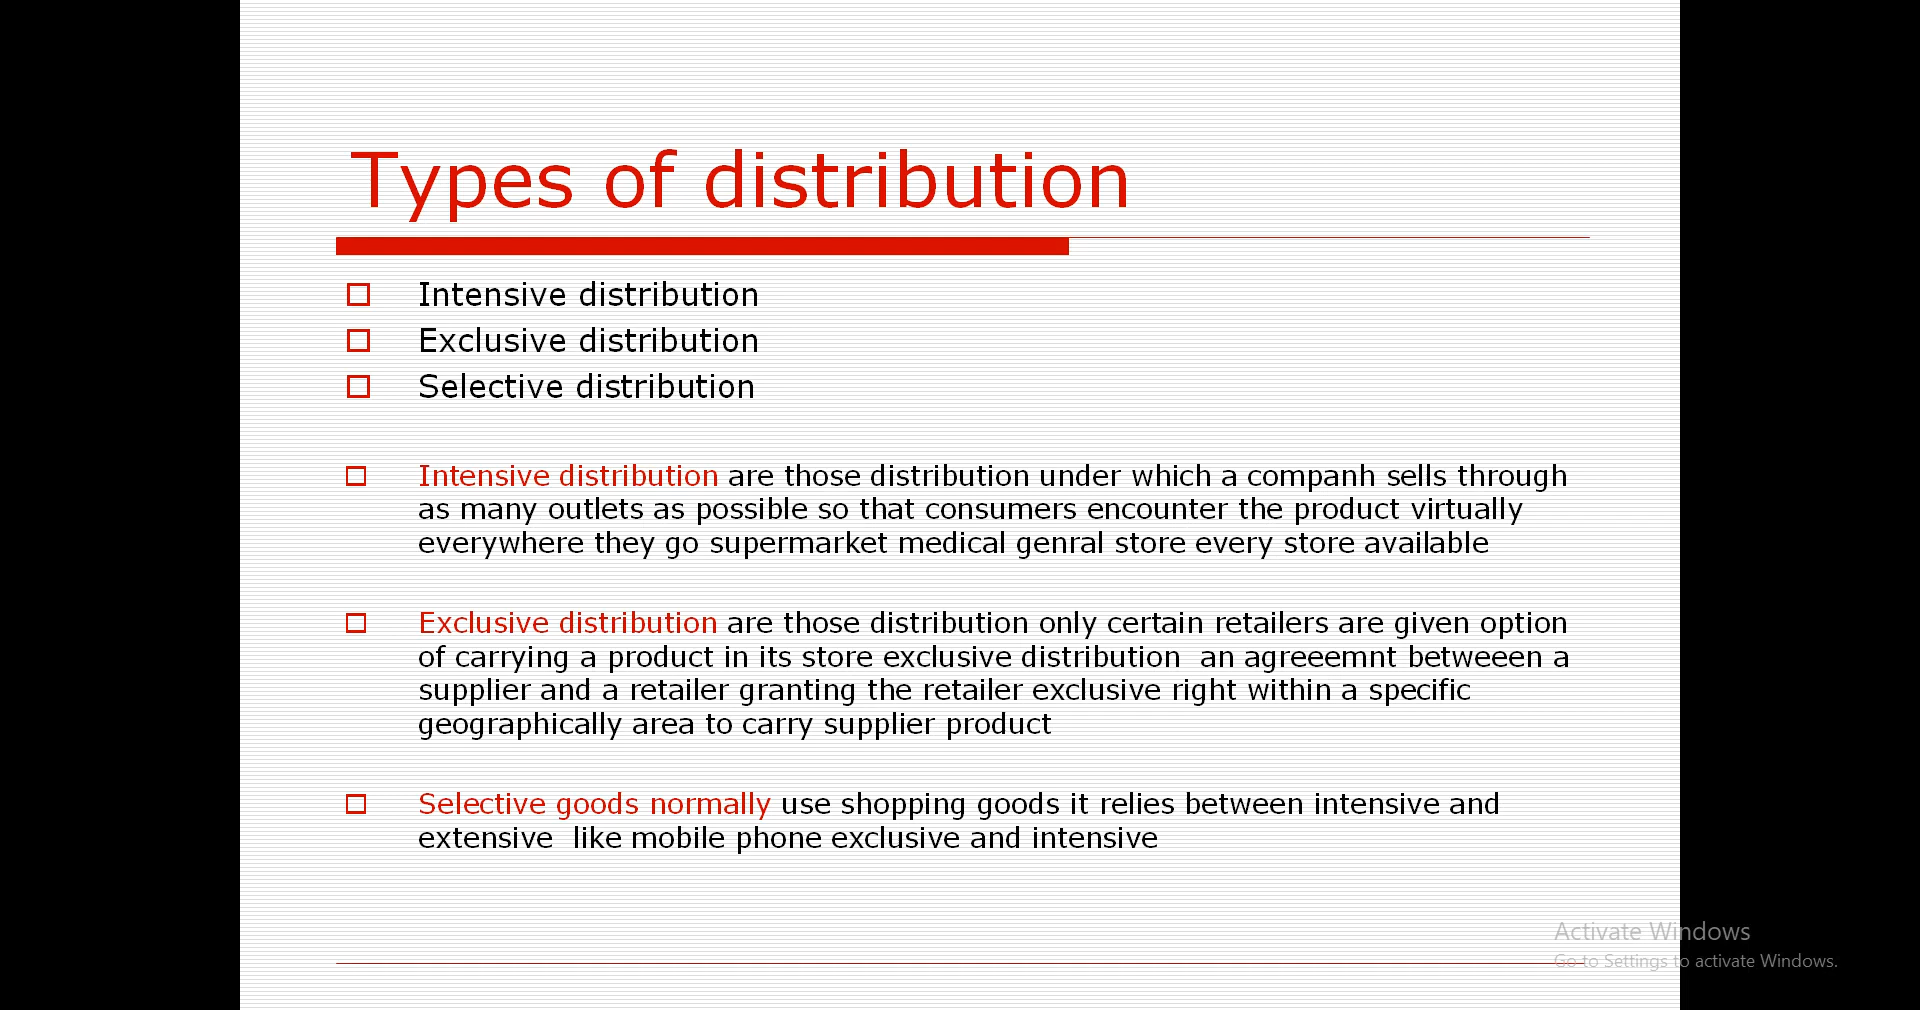 Types of distribution
Intensive distribution
Exclusive distribution
Selective distribution
Intensive distribution are those distribution under which a companh sells through
as many outlets as possible so that consumers encounter the product virtually
everywhere they go supermarket medical genral store every store available
Exclusive distribution are those distribution only certain retailers are given option
of carrying a product in its store exclusive distribution  an agreeemnt betweeen a
supplier and a retailer granting the retailer exclusive right within a specific
geographically area to carry supplier product
Selective goods normally use shopping goods it relies between intensive and
extensive  like mobile phone exclusive and intensive
Activate Windows
Go to Settings to activate Windows.